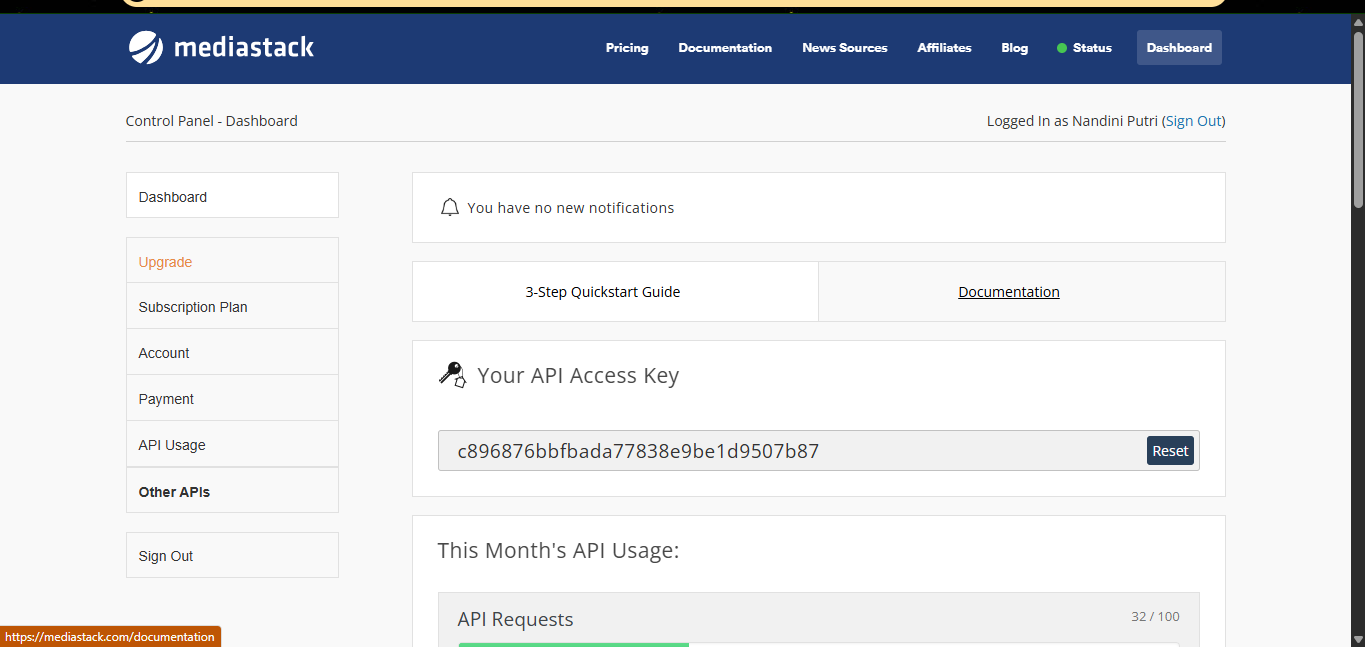 mediastack
Pricing Documentation News Sources Affiliates Blog Status Dashboard
Control Panel - Dashboard
Logged In as Nandini Putri (Sign Out)
Dashboard
Upgrade
Subscription Plan
Account
Payment
API Usage
Other APIs
Sign Out
You have no new notifications
3-Step Quickstart Guide
Documentation
Your API Access Key
c896876bbfbada77838e9be1d9507b87
Reset
This Month's API Usage:
API Requests
32 / 100
https://mediastack.com/documentation